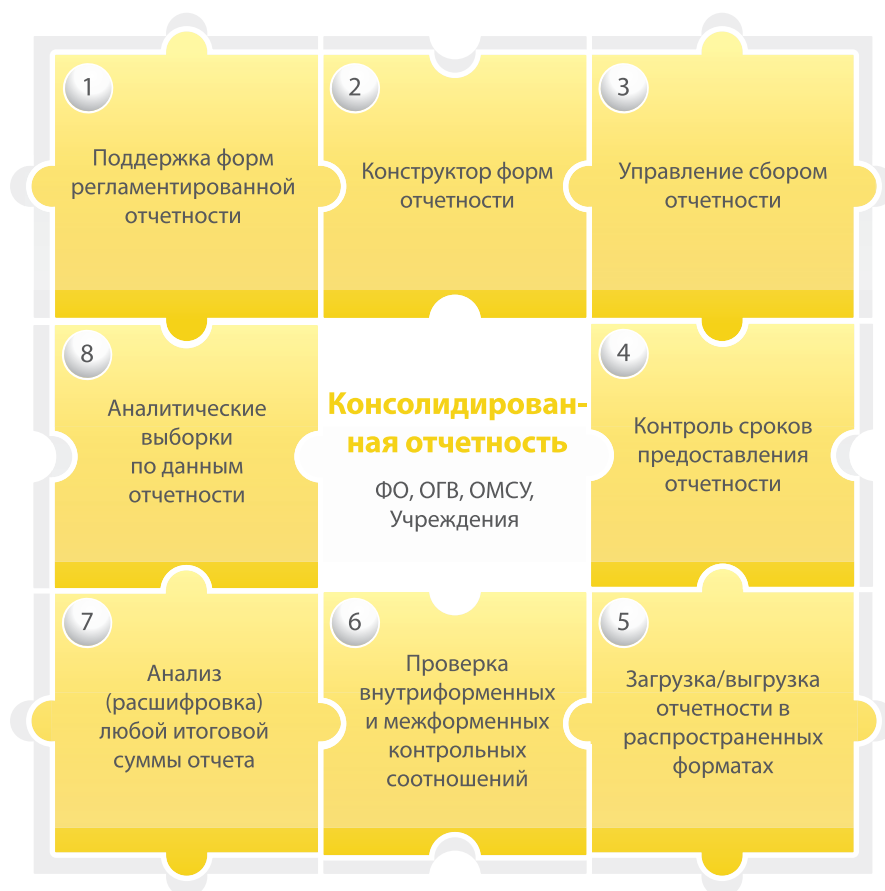 1
Поддержка форм
регламентированной
отчетности
2
Конструктор форм
отчетности
3
Управление сбором
отчетности
8
Аналитические
выборки
по данным
отчетности
Консолидирован-
ная отчетность
ФО, ОГВ, ОМСУ,
Учреждения
4
Контроль сроков
предоставления
отчетности
7
Анализ
(расшифровка)
любой итоговой
суммы отчета
6
Проверка
внутриформенных
и межформенных
контрольных
соотношений
5
Загрузка/выгрузка
отчетности в
распространенных
форматах